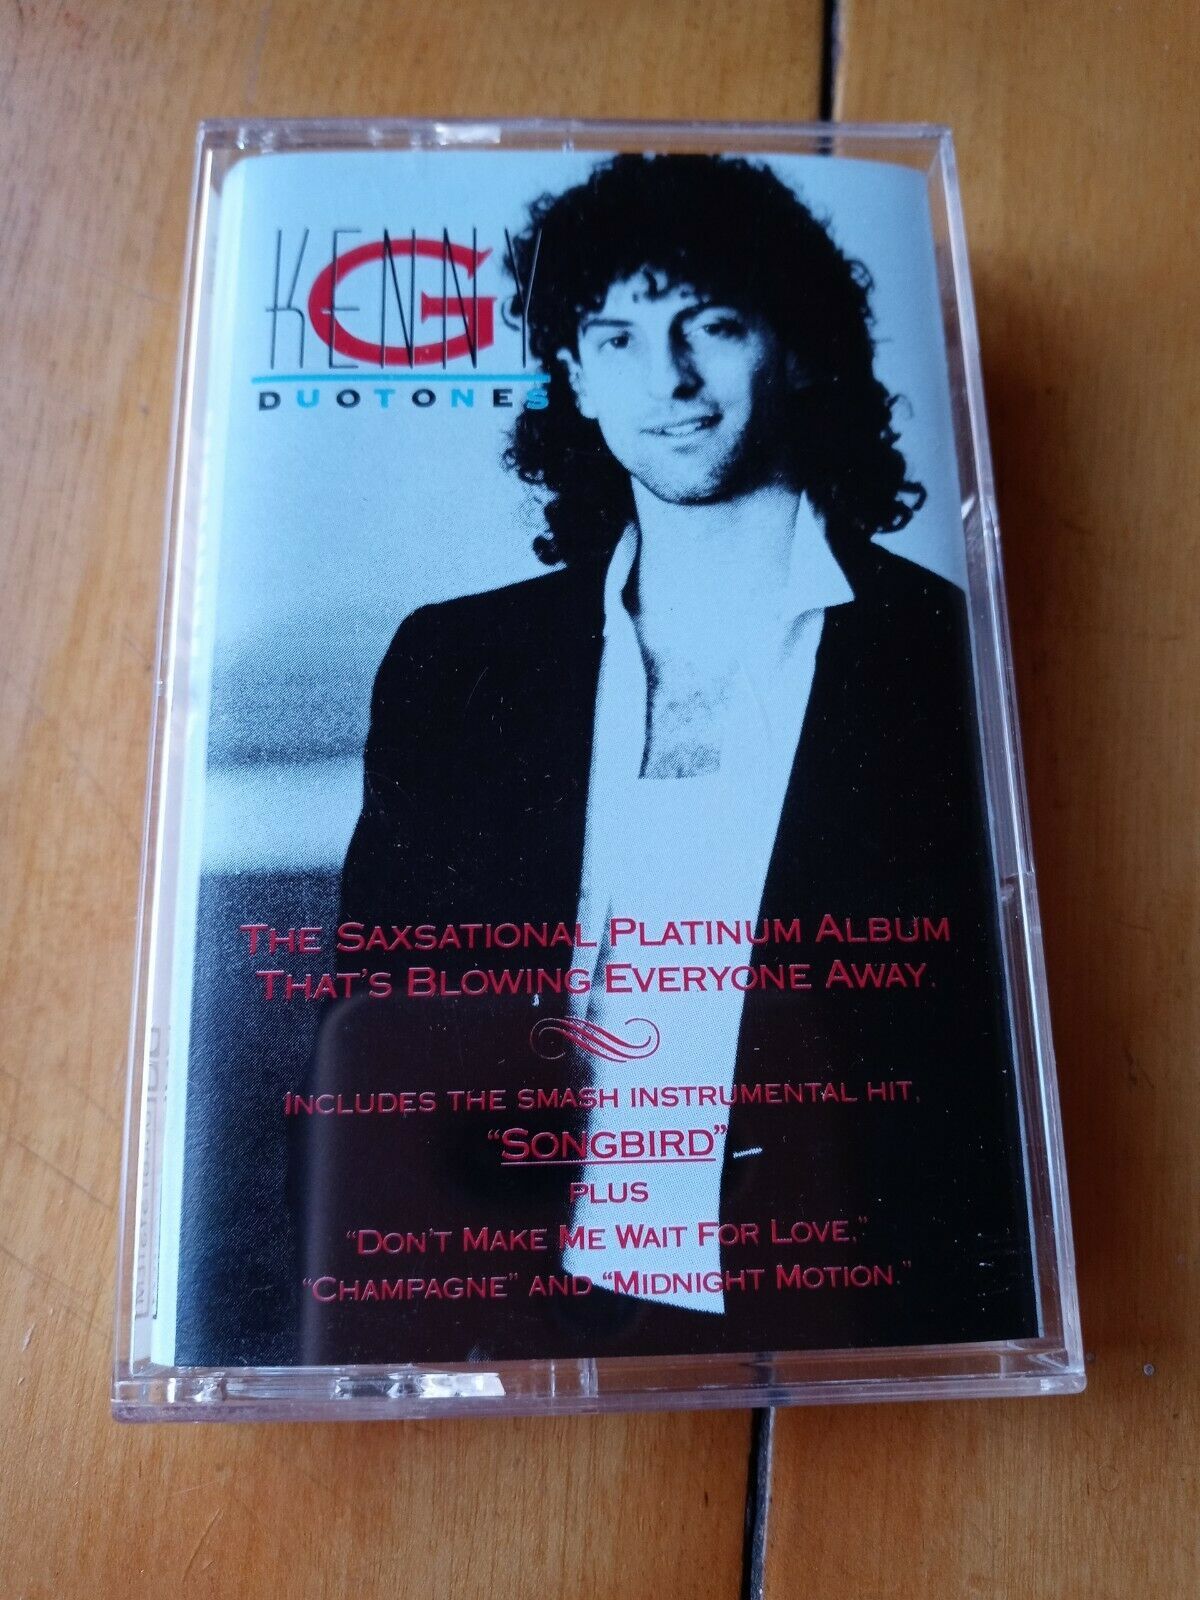 KENNY G
DUOTONES
THE SAXSATIONAL PLATINUM ALBUM
THAT'S BLOWING EVERYONE AWAY.
INCLUDES THE SMASH INSTRUMENTAL HIT,
"SONGBIRD"
PLUS
"DON'T MAKE ME WAIT FOR LOVE,"
"CHAMPAGNE" AND "MIDNIGHT MOTION."